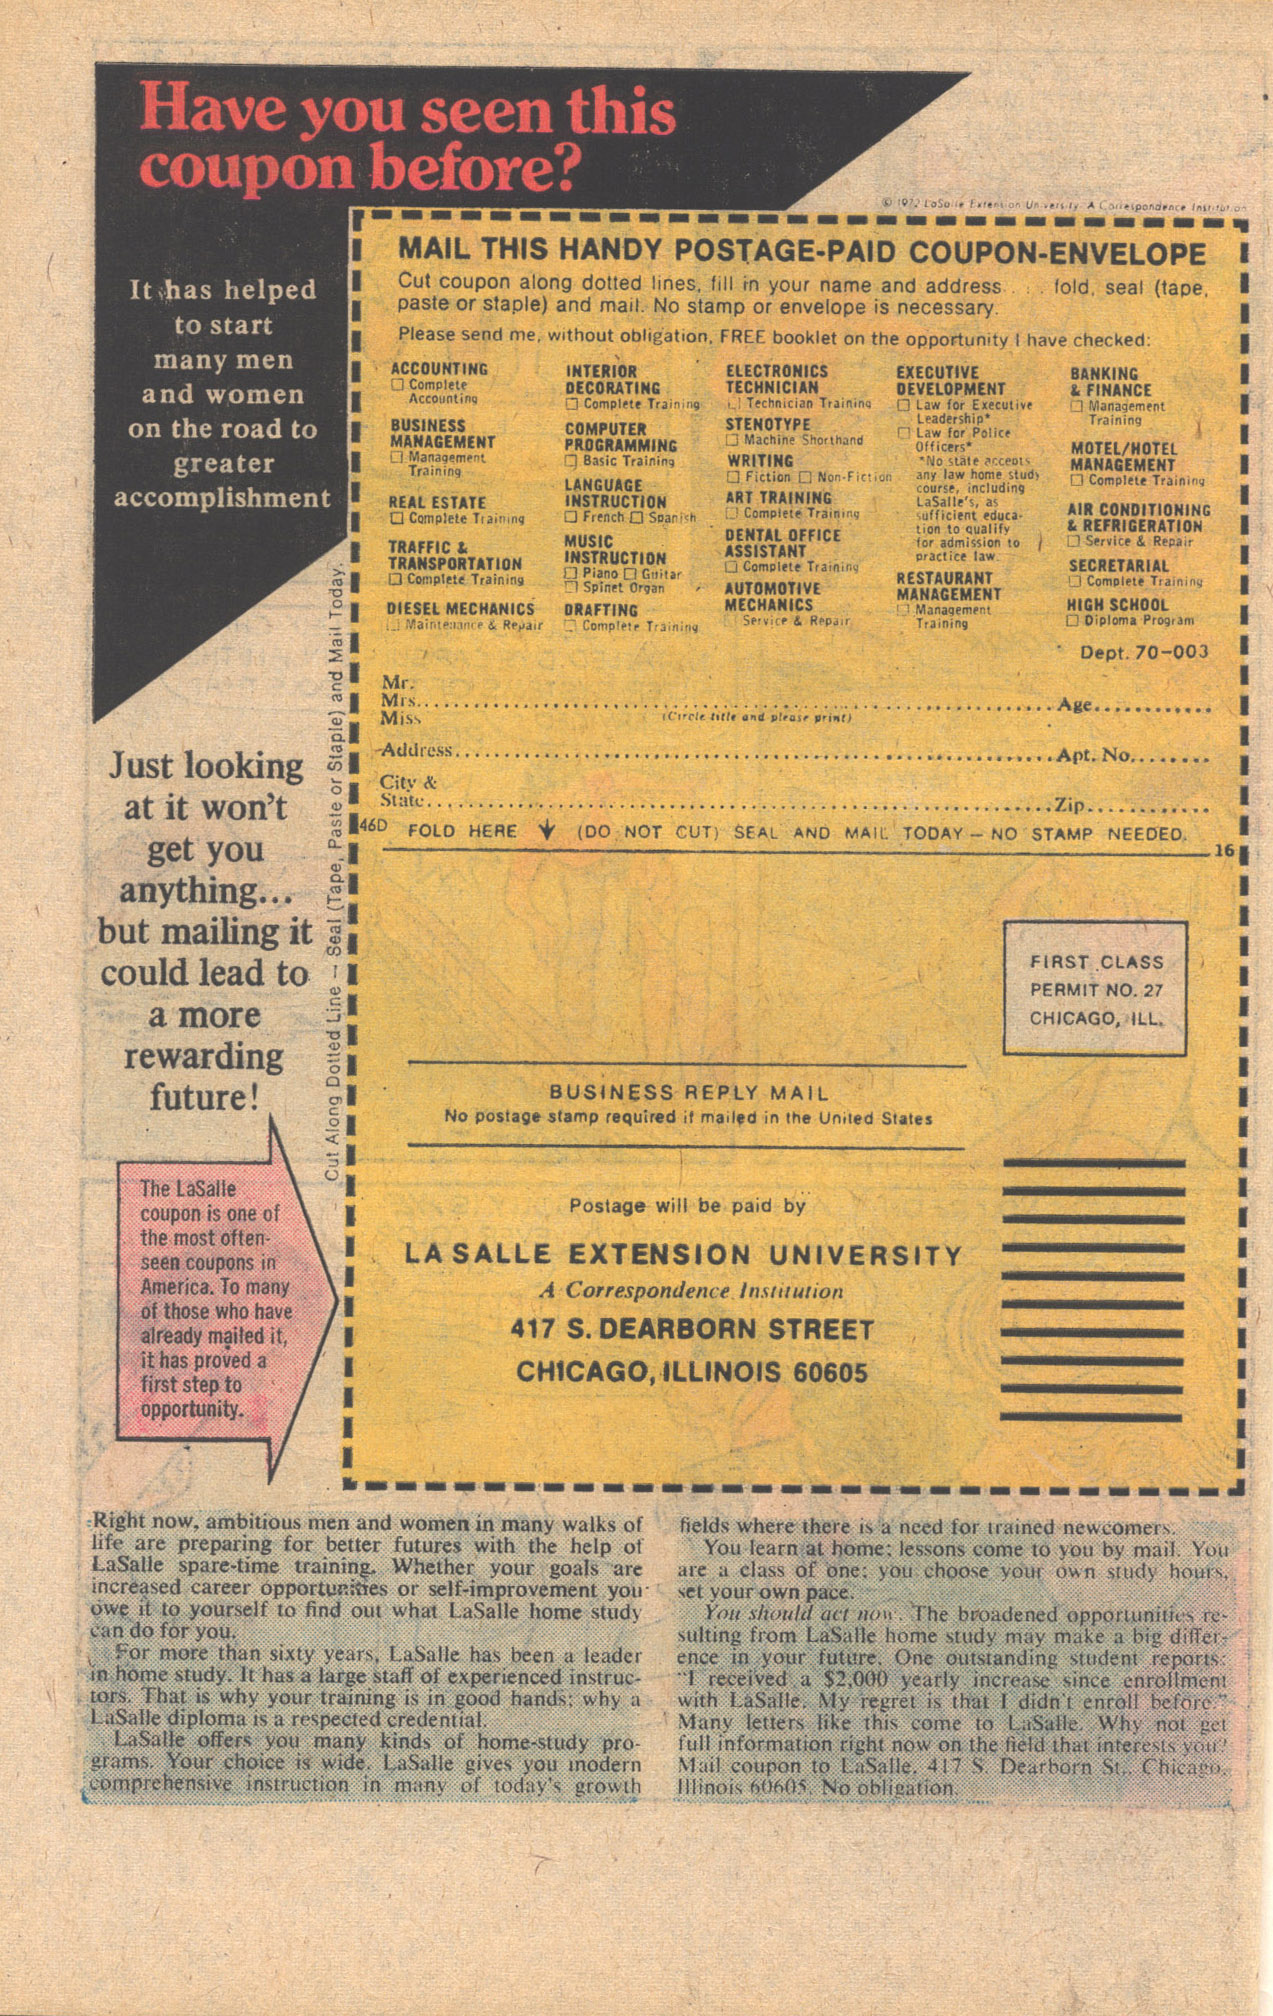 Have you seen this
coupon before?
© 1972 LaSalle Extension University A Correspondence Institution
It has helped
to start
many men
and women
on the road to
greater
accomplishment
Just looking
at it won't
get you
anything...
but mailing it
could lead to
a more
rewarding
future!
The LaSalle
coupon is one of
the most often-
seen coupons in
America. To many
of those who have
already mailed it,
it has proved a
first step to
opportunity.
Cut Along Dotted Line — Seal (Tape, Paste or Staple) and Mail Today.
MAIL THIS HANDY POSTAGE-PAID COUPON-ENVELOPE
Cut coupon along dotted lines, fill in your name and address . . . fold, seal (tape,
paste or staple) and mail. No stamp or envelope is necessary.
Please send me, without obligation, FREE booklet on the opportunity I have checked:
ACCOUNTING
☐ Complete
Accounting
BUSINESS
MANAGEMENT
☐ Management
Training
REAL ESTATE
☐ Complete Training
TRAFFIC &
TRANSPORTATION
☐ Complete Training
DIESEL MECHANICS
☐ Maintenance & Repair
INTERIOR
DECORATING
☐ Complete Training
COMPUTER
PROGRAMMING
☐ Basic Training
LANGUAGE
INSTRUCTION
☐ French ☐ Spanish
MUSIC
INSTRUCTION
☐ Piano ☐ Guitar
☐ Spinet Organ
DRAFTING
☐ Complete Training
ELECTRONICS
TECHNICIAN
☐ Technician Training
STENOTYPE
☐ Machine Shorthand
WRITING
☐ Fiction ☐ Non-Fiction
ART TRAINING
☐ Complete Training
DENTAL OFFICE
ASSISTANT
☐ Complete Training
AUTOMOTIVE
MECHANICS
☐ Service & Repair
EXECUTIVE
DEVELOPMENT
☐ Law for Executive
Leadership*
☐ Law for Police
Officers*
*No state accepts
any law home study
course, including
LaSalle's, as
sufficient educa-
tion to qualify
for admission to
practice law.
RESTAURANT
MANAGEMENT
☐ Management
Training
BANKING
& FINANCE
☐ Management
Training
MOTEL/HOTEL
MANAGEMENT
☐ Complete Training
AIR CONDITIONING
& REFRIGERATION
☐ Service & Repair
SECRETARIAL
☐ Complete Training
HIGH SCHOOL
☐ Diploma Program
Dept. 70-003
Mr.
Mrs. Age
Miss (Circle title and please print)
Address Apt. No.
City &
State Zip
46D FOLD HERE ↓ (DO NOT CUT) SEAL AND MAIL TODAY — NO STAMP NEEDED.
16
FIRST CLASS
PERMIT NO. 27
CHICAGO, ILL.
BUSINESS REPLY MAIL
No postage stamp required if mailed in the United States
Postage will be paid by
LA SALLE EXTENSION UNIVERSITY
A Correspondence Institution
417 S. DEARBORN STREET
CHICAGO, ILLINOIS 60605
Right now, ambitious men and women in many walks of
life are preparing for better futures with the help of
LaSalle spare-time training. Whether your goals are
increased career opportunities or self-improvement you
owe it to yourself to find out what LaSalle home study
can do for you.
For more than sixty years, LaSalle has been a leader
in home study. It has a large staff of experienced instruc-
tors. That is why your training is in good hands; why a
LaSalle diploma is a respected credential.
LaSalle offers you many kinds of home-study pro-
grams. Your choice is wide. LaSalle gives you modern
comprehensive instruction in many of today's growth
fields where there is a need for trained newcomers.
You learn at home; lessons come to you by mail. You
are a class of one; you choose your own study hours,
set your own pace.
You should act now. The broadened opportunities re-
sulting from LaSalle home study may make a big differ-
ence in your future. One outstanding student reports:
"I received a $2,000 yearly increase since enrollment
with LaSalle. My regret is that I didn't enroll before."
Many letters like this come to LaSalle. Why not get
full information right now on the field that interests you?
Mail coupon to LaSalle, 417 S. Dearborn St., Chicago,
Illinois 60605. No obligation.